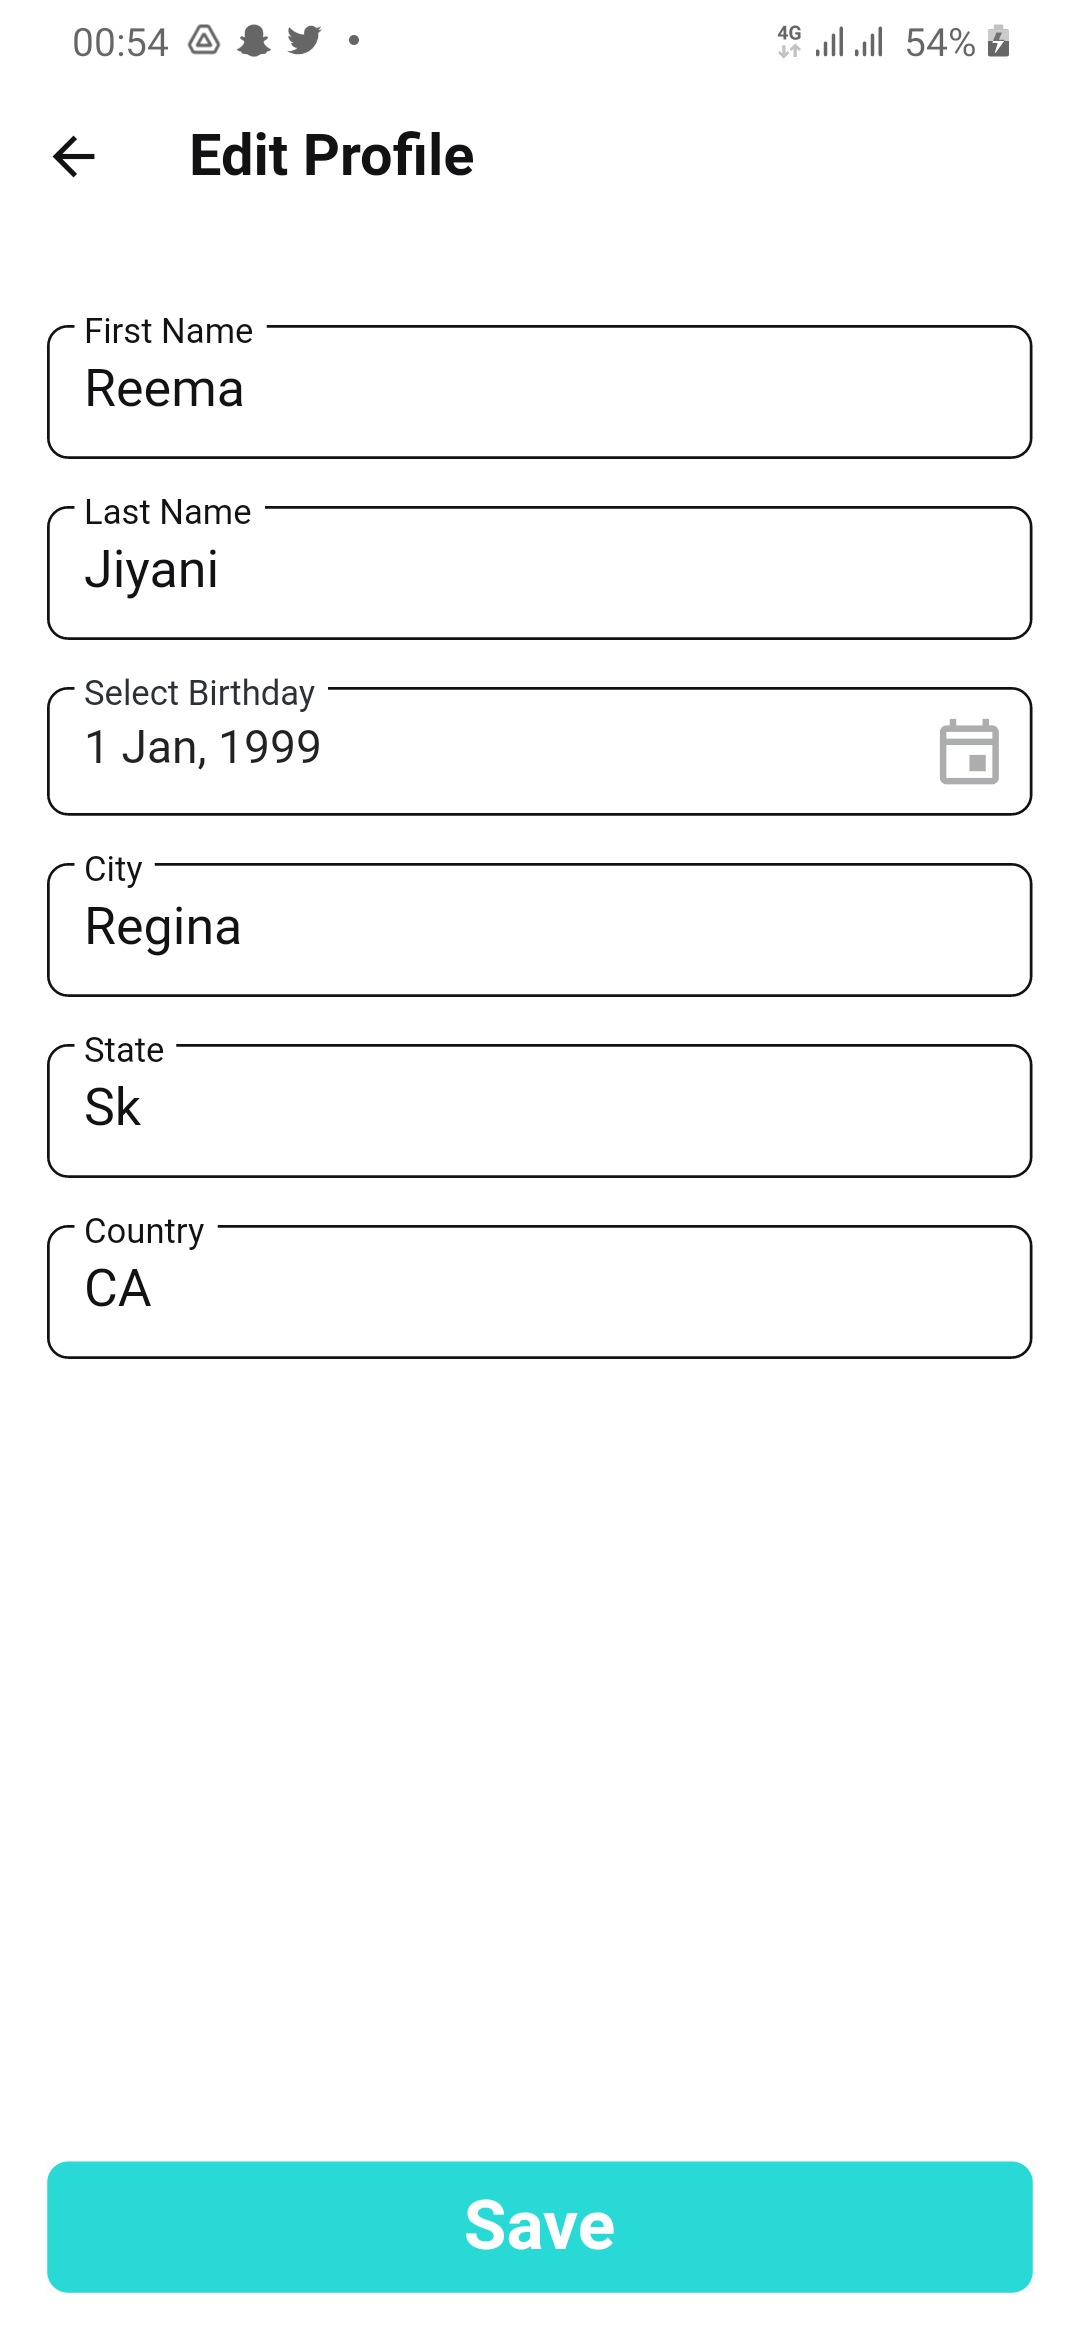 00:54
4G
54%
Edit Profile
First Name
Reema
Last Name
Jiyani
Select Birthday
1 Jan, 1999
City
Regina
State
Sk
Country
CA
Save